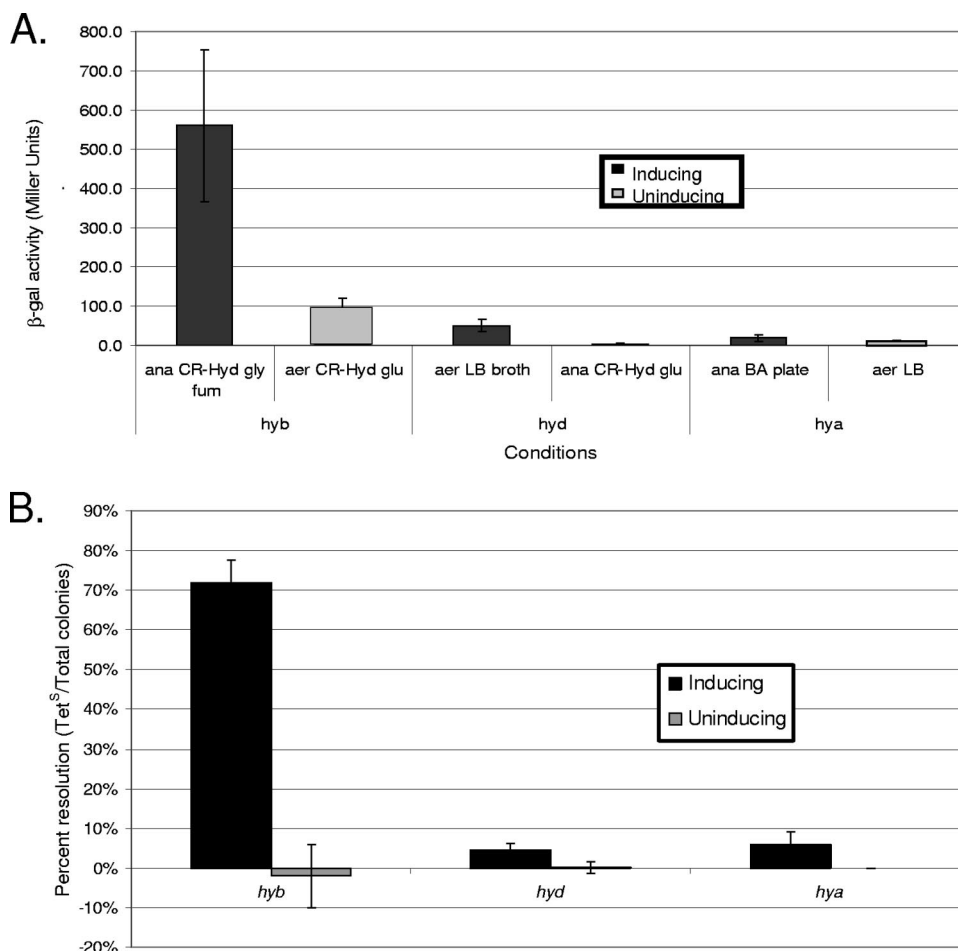 A.
800.0
700.0
600.0
500.0
400.0
300.0
200.0
100.0
0.0
β-gal activity (Miller Units)
Inducing
Uninducing
ana CR-Hyd gly fum
aer CR-Hyd glu
aer LB broth
ana CR-Hyd glu
ana BA plate
aer LB
hyb
hyd
hya
Conditions
B.
90%
80%
70%
60%
50%
40%
30%
20%
10%
0%
-10%
-20%
Percent resolution (Tet^S/Total colonies)
Inducing
Uninducing
hyb
hyd
hya